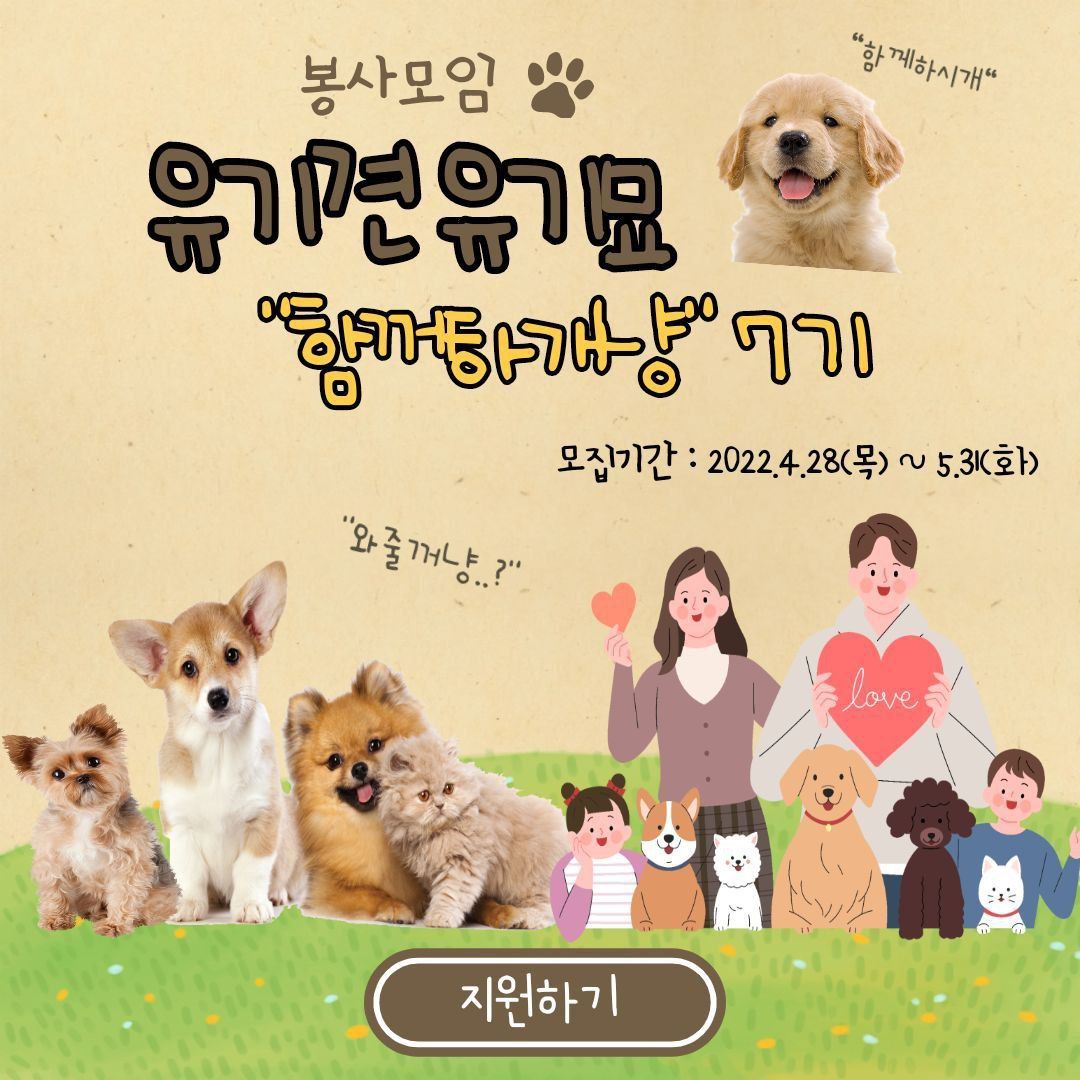 봉사모임
"함께하시개"
유기견 유기묘
"함께하개냥" 7기
모집기간 : 2022.4.28(목) ~ 5.31(화)
"와줄꺼냥..?"
love
지원하기